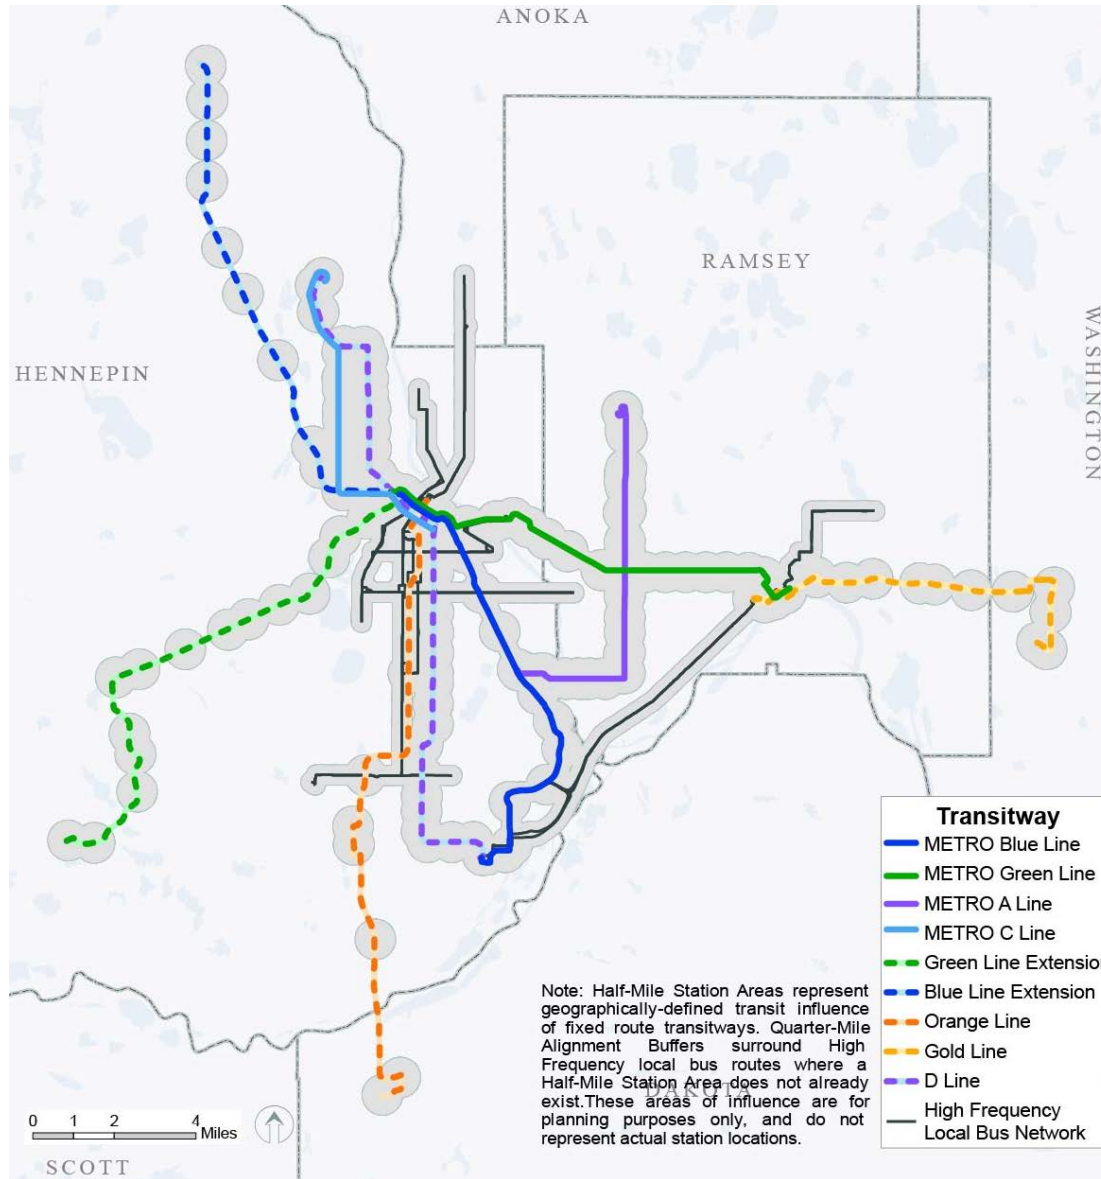 ANOKA
RAMSEY
HENNEPIN
WASHINGTON
Transitway
METRO Blue Line
METRO Green Line
METRO A Line
METRO C Line
Green Line Extensio
Blue Line Extension
Orange Line
Gold Line
D Line
High Frequency
Local Bus Network
Note: Half-Mile Station Areas represent
geographically-defined transit influence
of fixed route transitways. Quarter-Mile
Alignment Buffers surround High
Frequency local bus routes where a
Half-Mile Station Area does not already
exist.These areas of influence are for
planning purposes only, and do not
represent actual station locations.
DAKOTA
0 2 4
Miles
SCOTT